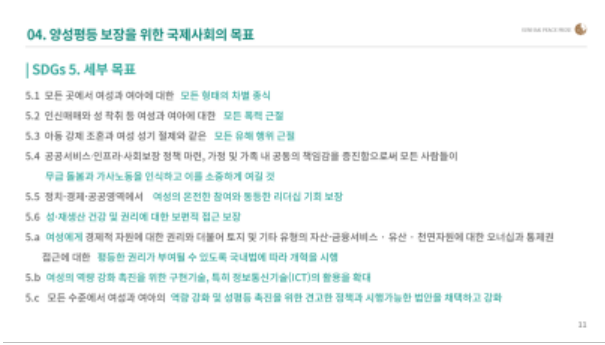 04. 양성평등 보장을 위한 국제사회의 목표
| SDGs 5. 세부 목표
5.1 모든 곳에서 여성과 여아에 대한 모든 형태의 차별 종식
5.2 인신매매와 성 착취 등 여성과 여아에 대한 모든 폭력 근절
5.3 아동 강제 조혼과 여성 성기 절제와 같은 모든 유해 행위 근절
5.4 공공서비스·인프라·사회보장 정책 마련, 가정 및 가족 내 공동의 책임감을 증진함으로써 모든 사람들이
무급 돌봄과 가사노동을 인식하고 이를 소중하게 여길 것
5.5 정치·경제·공공영역에서 여성의 온전한 참여와 동등한 리더십 기회 보장
5.6 성·재생산 건강 및 권리에 대한 보편적 접근 보장
5.a 여성에게 경제적 자원에 대한 권리와 더불어 토지 및 기타 유형의 자산·금융서비스 · 유산 · 천연자원에 대한 오너십과 통제권
접근에 대한 평등한 권리가 부여될 수 있도록 국내법에 따라 개혁을 시행
5.b 여성의 역량 강화 촉진을 위한 구현기술, 특히 정보통신기술(ICT)의 활용을 확대
5.c 모든 수준에서 여성과 여아의 역량 강화 및 성평등 촉진을 위한 견고한 정책과 시행가능한 법안을 채택하고 강화
11